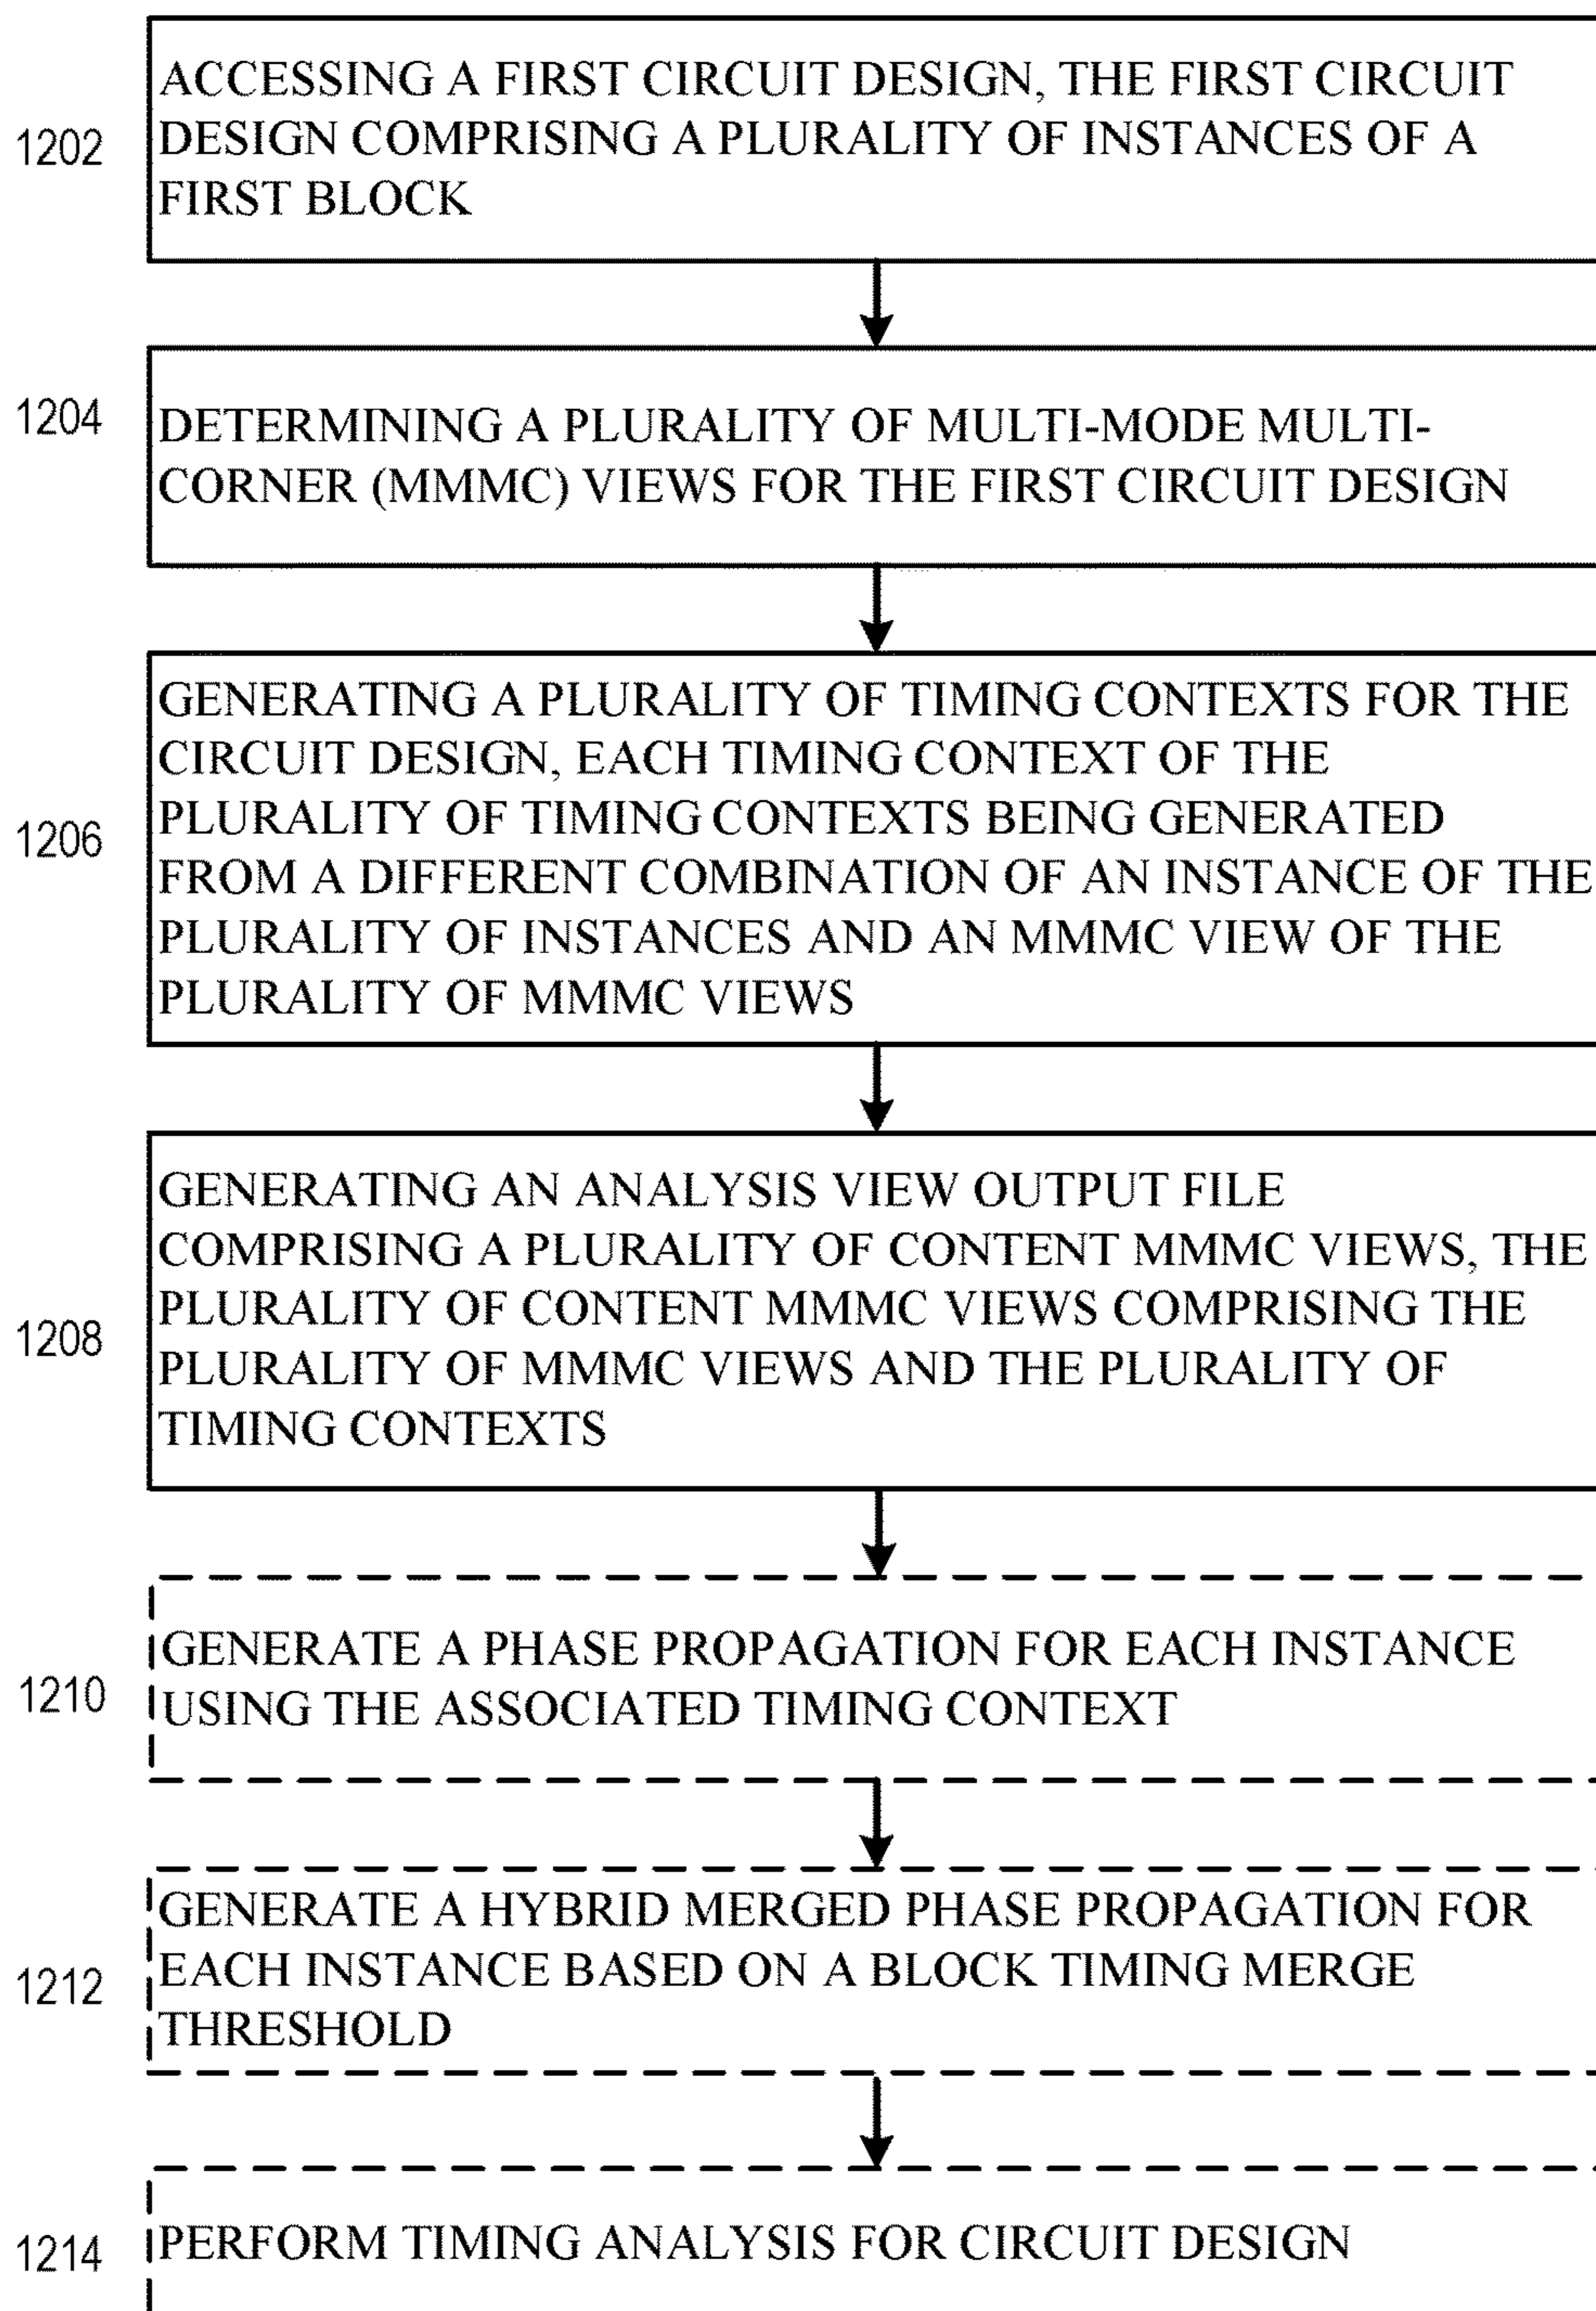 1202
ACCESSING A FIRST CIRCUIT DESIGN, THE FIRST CIRCUIT
DESIGN COMPRISING A PLURALITY OF INSTANCES OF A
FIRST BLOCK
1204
DETERMINING A PLURALITY OF MULTI-MODE MULTI-
CORNER (MMMC) VIEWS FOR THE FIRST CIRCUIT DESIGN
1206
GENERATING A PLURALITY OF TIMING CONTEXTS FOR THE
CIRCUIT DESIGN, EACH TIMING CONTEXT OF THE
PLURALITY OF TIMING CONTEXTS BEING GENERATED
FROM A DIFFERENT COMBINATION OF AN INSTANCE OF THE
PLURALITY OF INSTANCES AND AN MMMC VIEW OF THE
PLURALITY OF MMMC VIEWS
1208
GENERATING AN ANALYSIS VIEW OUTPUT FILE
COMPRISING A PLURALITY OF CONTENT MMMC VIEWS, THE
PLURALITY OF CONTENT MMMC VIEWS COMPRISING THE
PLURALITY OF MMMC VIEWS AND THE PLURALITY OF
TIMING CONTEXTS
1210
GENERATE A PHASE PROPAGATION FOR EACH INSTANCE
USING THE ASSOCIATED TIMING CONTEXT
1212
GENERATE A HYBRID MERGED PHASE PROPAGATION FOR
EACH INSTANCE BASED ON A BLOCK TIMING MERGE
THRESHOLD
1214
PERFORM TIMING ANALYSIS FOR CIRCUIT DESIGN